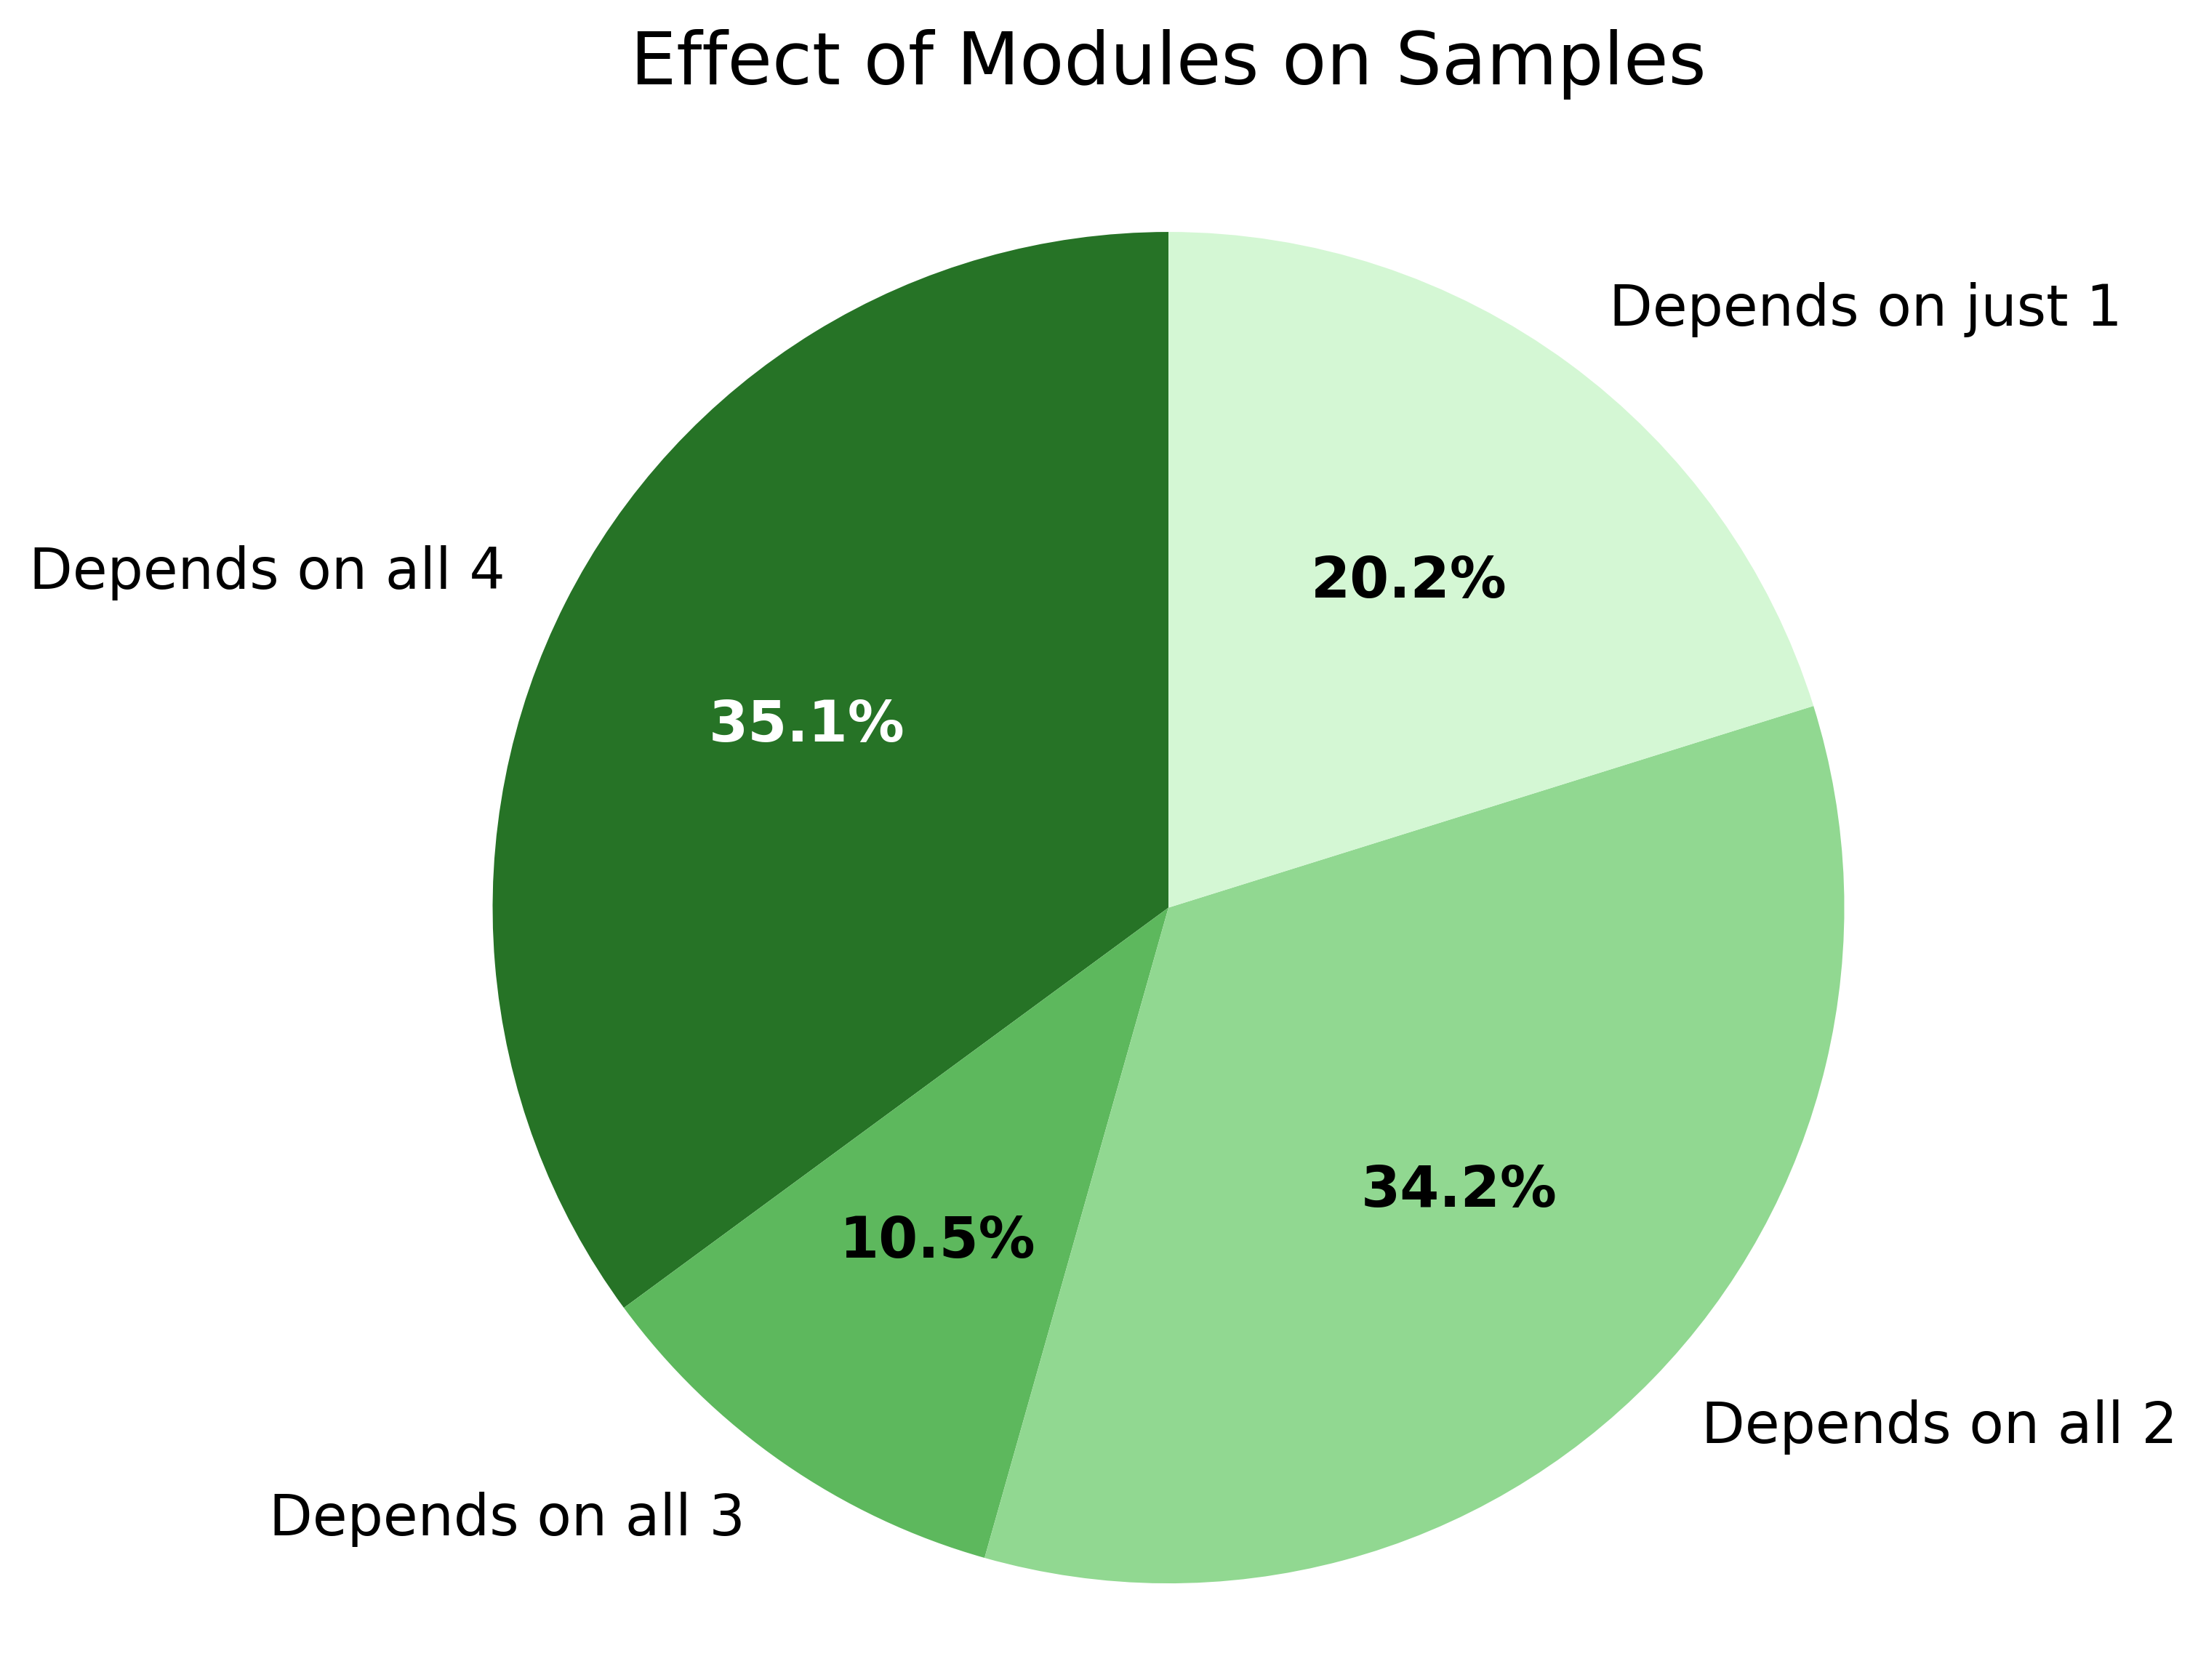 Effect of Modules on Samples
Depends on just 1
20.2%
Depends on all 4
35.1%
34.2%
10.5%
Depends on all 2
Depends on all 3